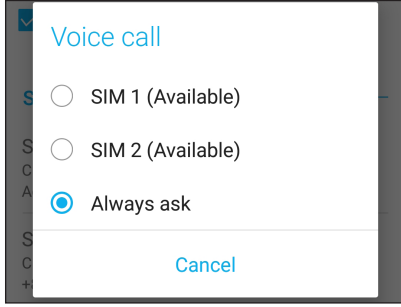 Voice call
SIM 1 (Available)
SIM 2 (Available)
Always ask
Cancel